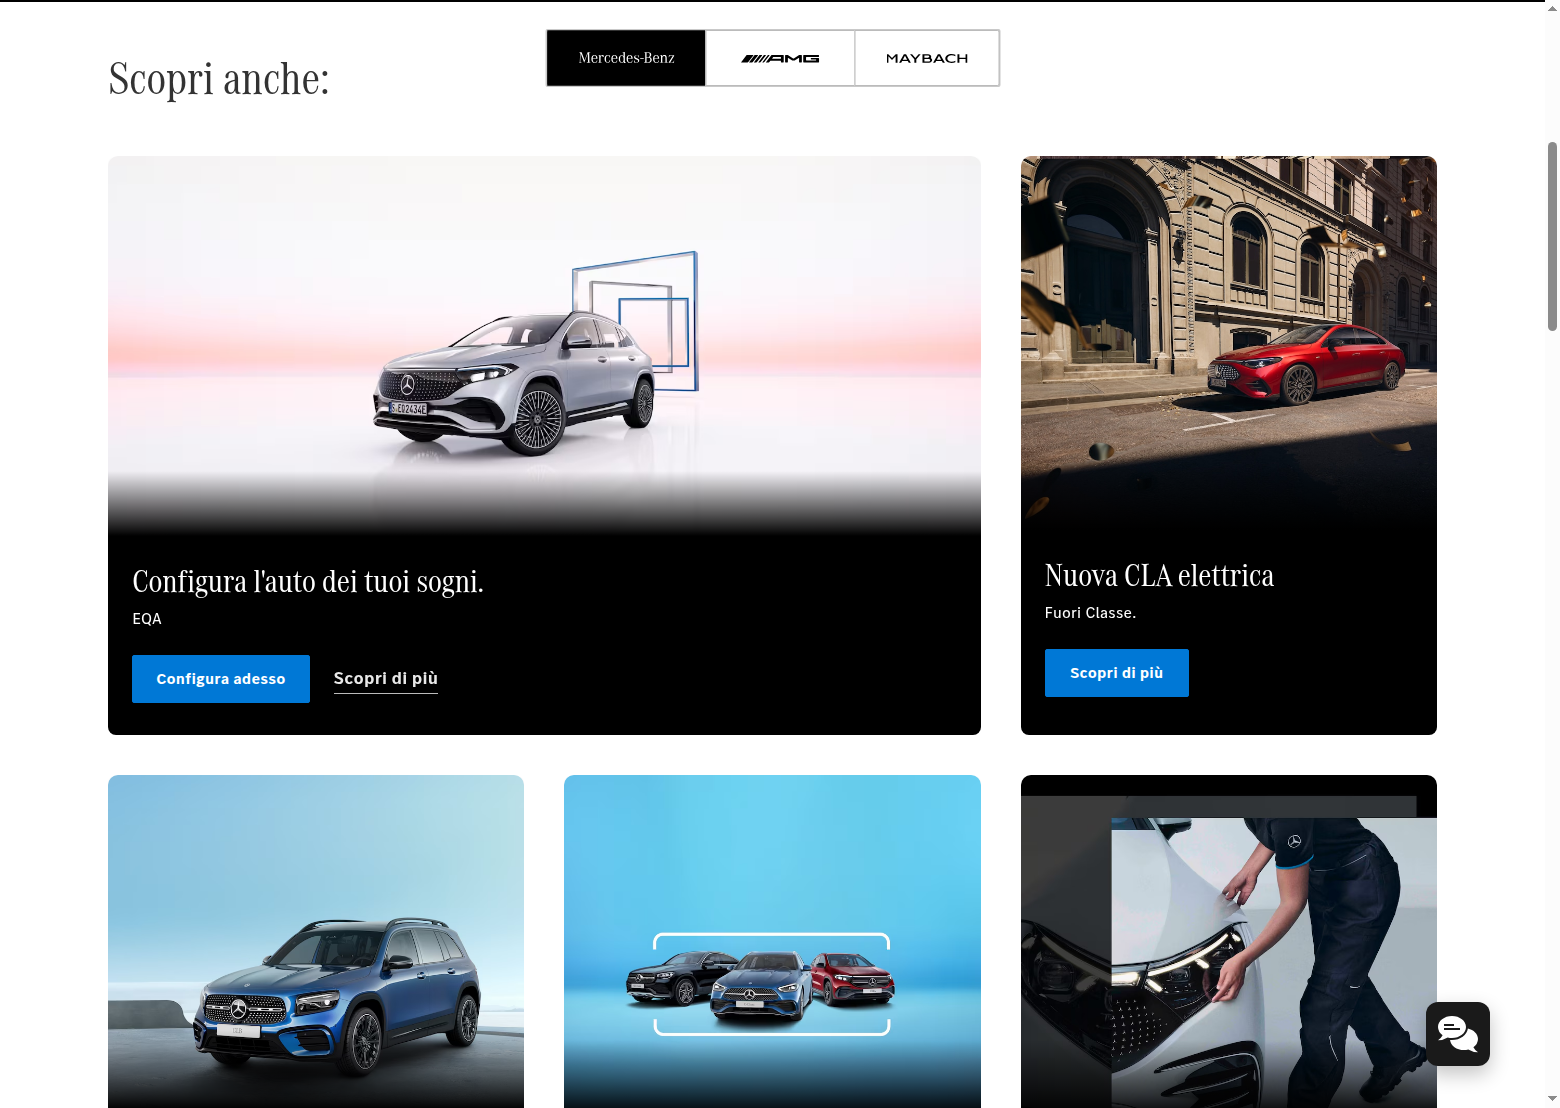 Scopri anche:
Mercedes-Benz
AMG
MAYBACH
S·EQ2434E
Configura l'auto dei tuoi sogni.
EQA
Configura adesso
Scopri di più
Nuova CLA elettrica
Fuori Classe.
Scopri di più